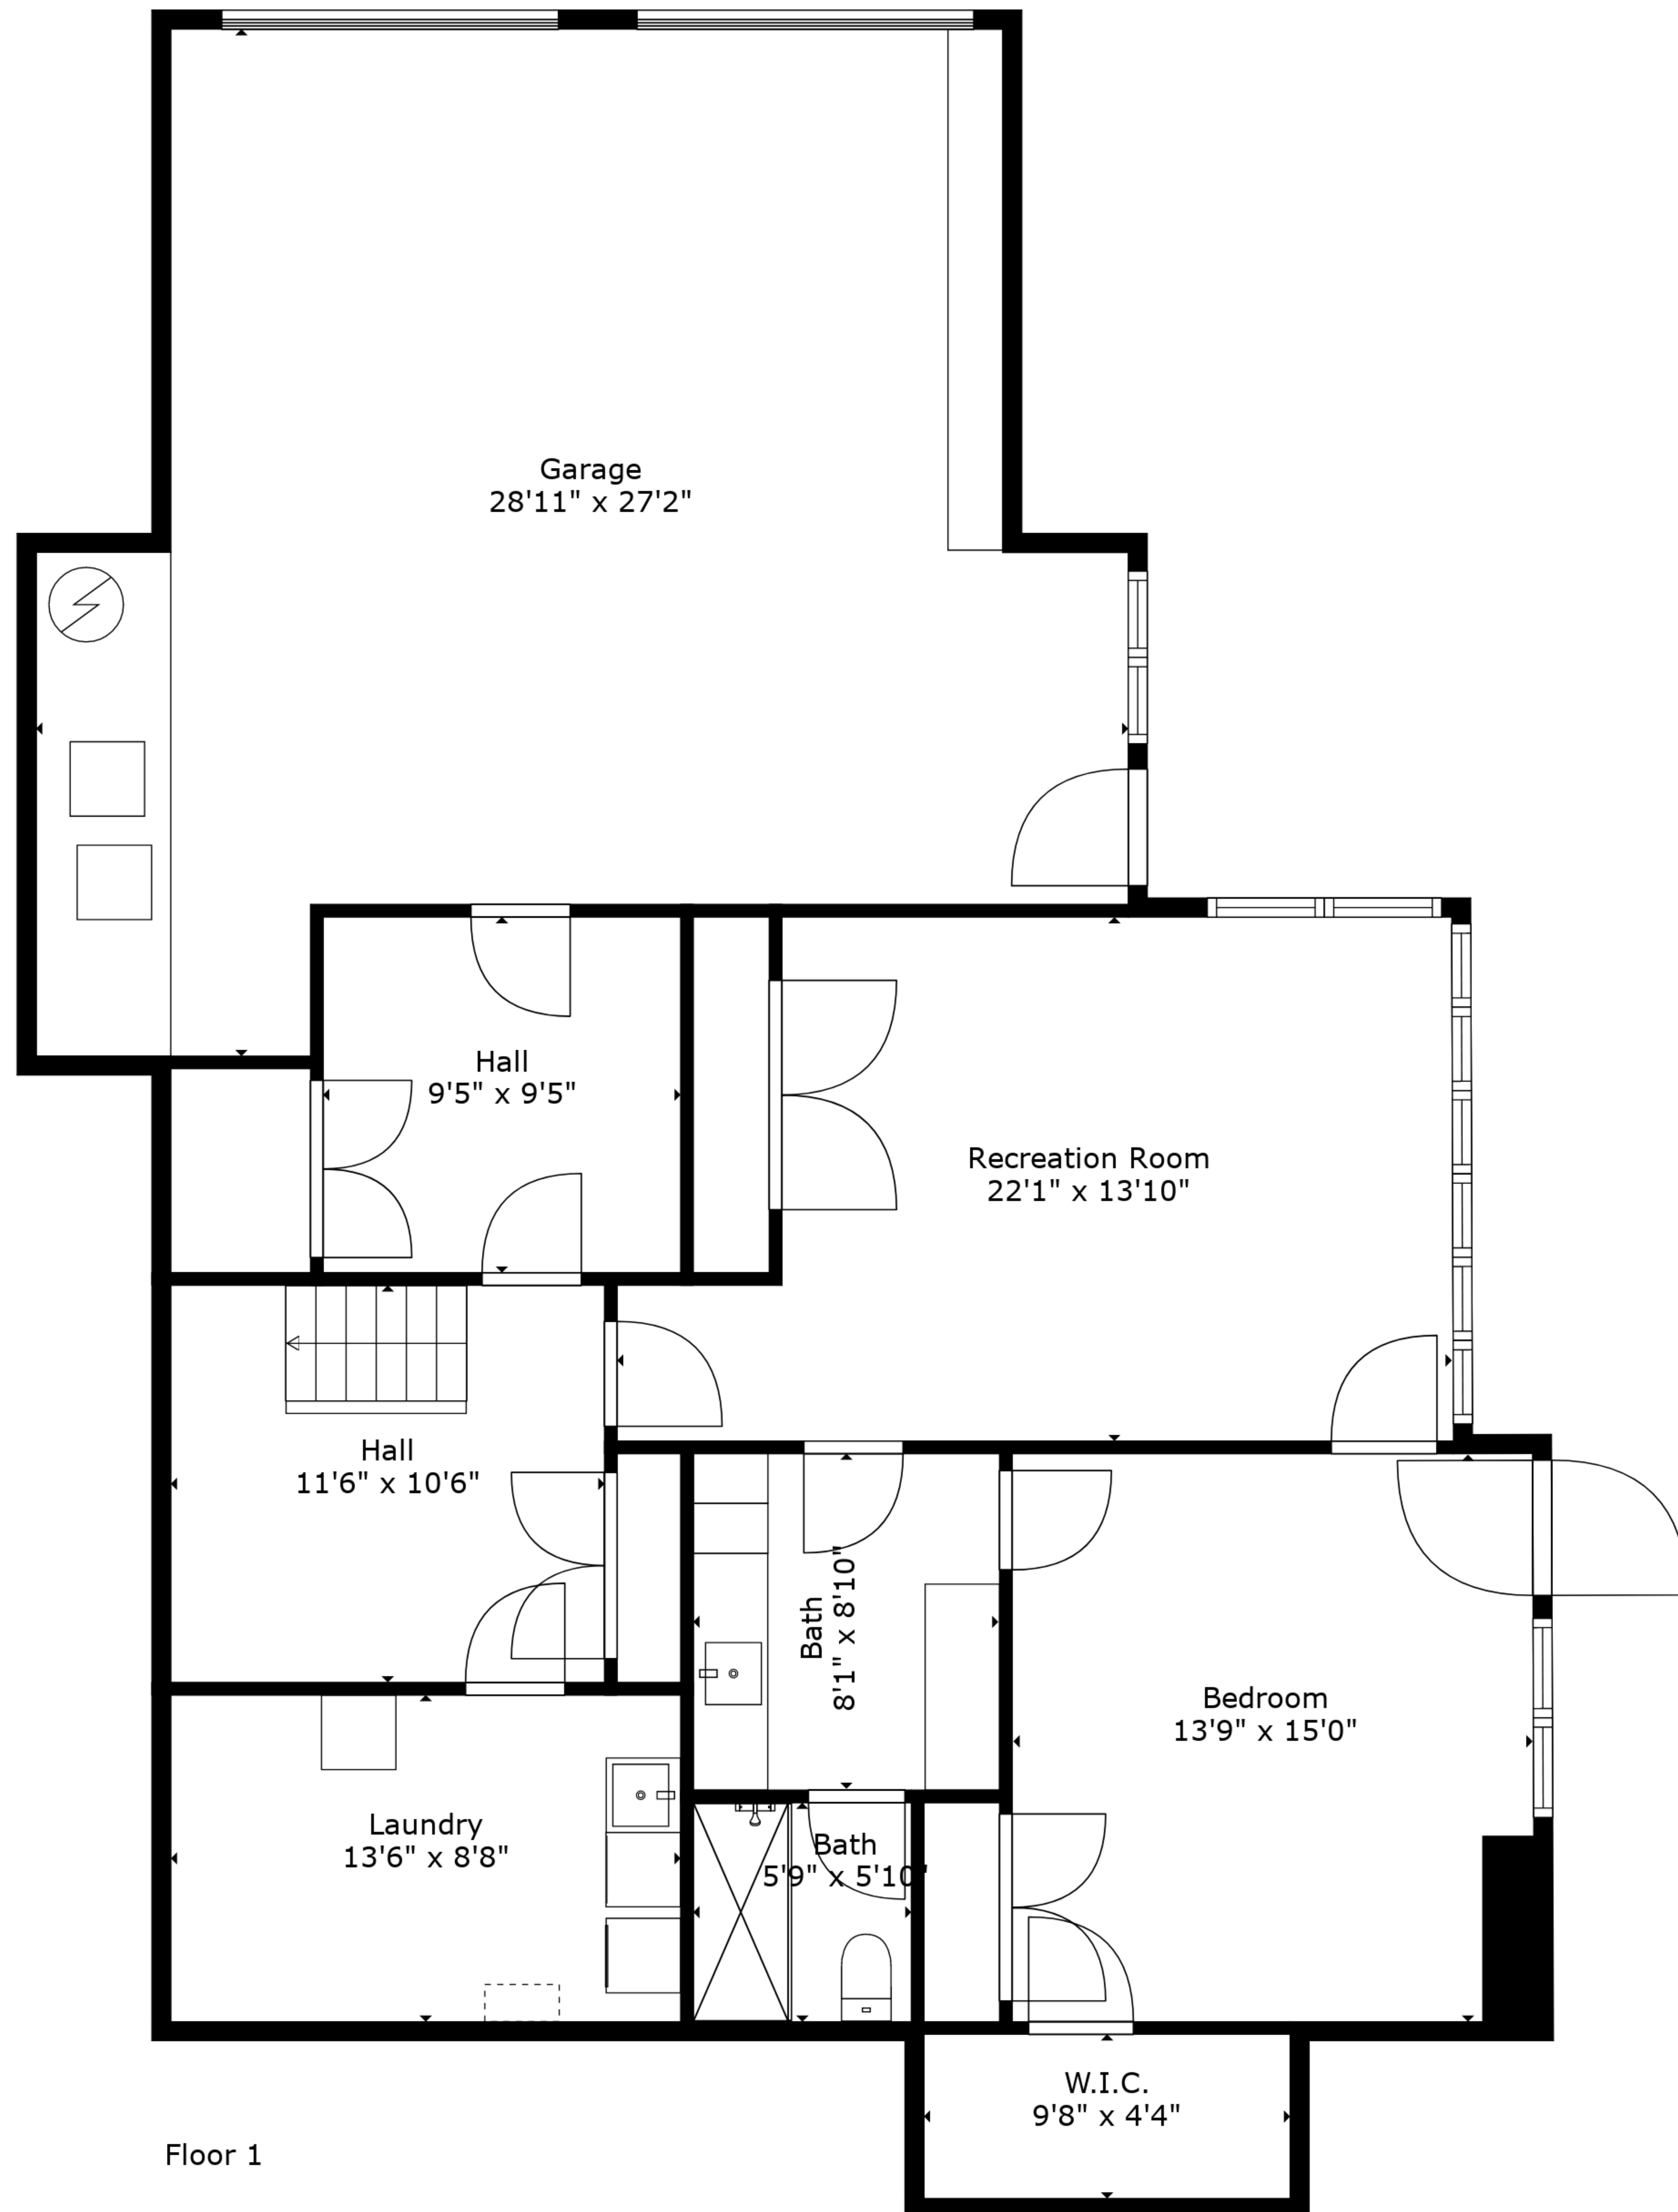 Garage
28'11" x 27'2"
Hall
9'5" x 9'5"
Recreation Room
22'1" x 13'10"
Hall
11'6" x 10'6"
Bath
8'1" x 8'10"
Bedroom
13'9" x 15'0"
Laundry
13'6" x 8'8"
Bath
5'9" x 5'10"
W.I.C.
9'8" x 4'4"
Floor 1